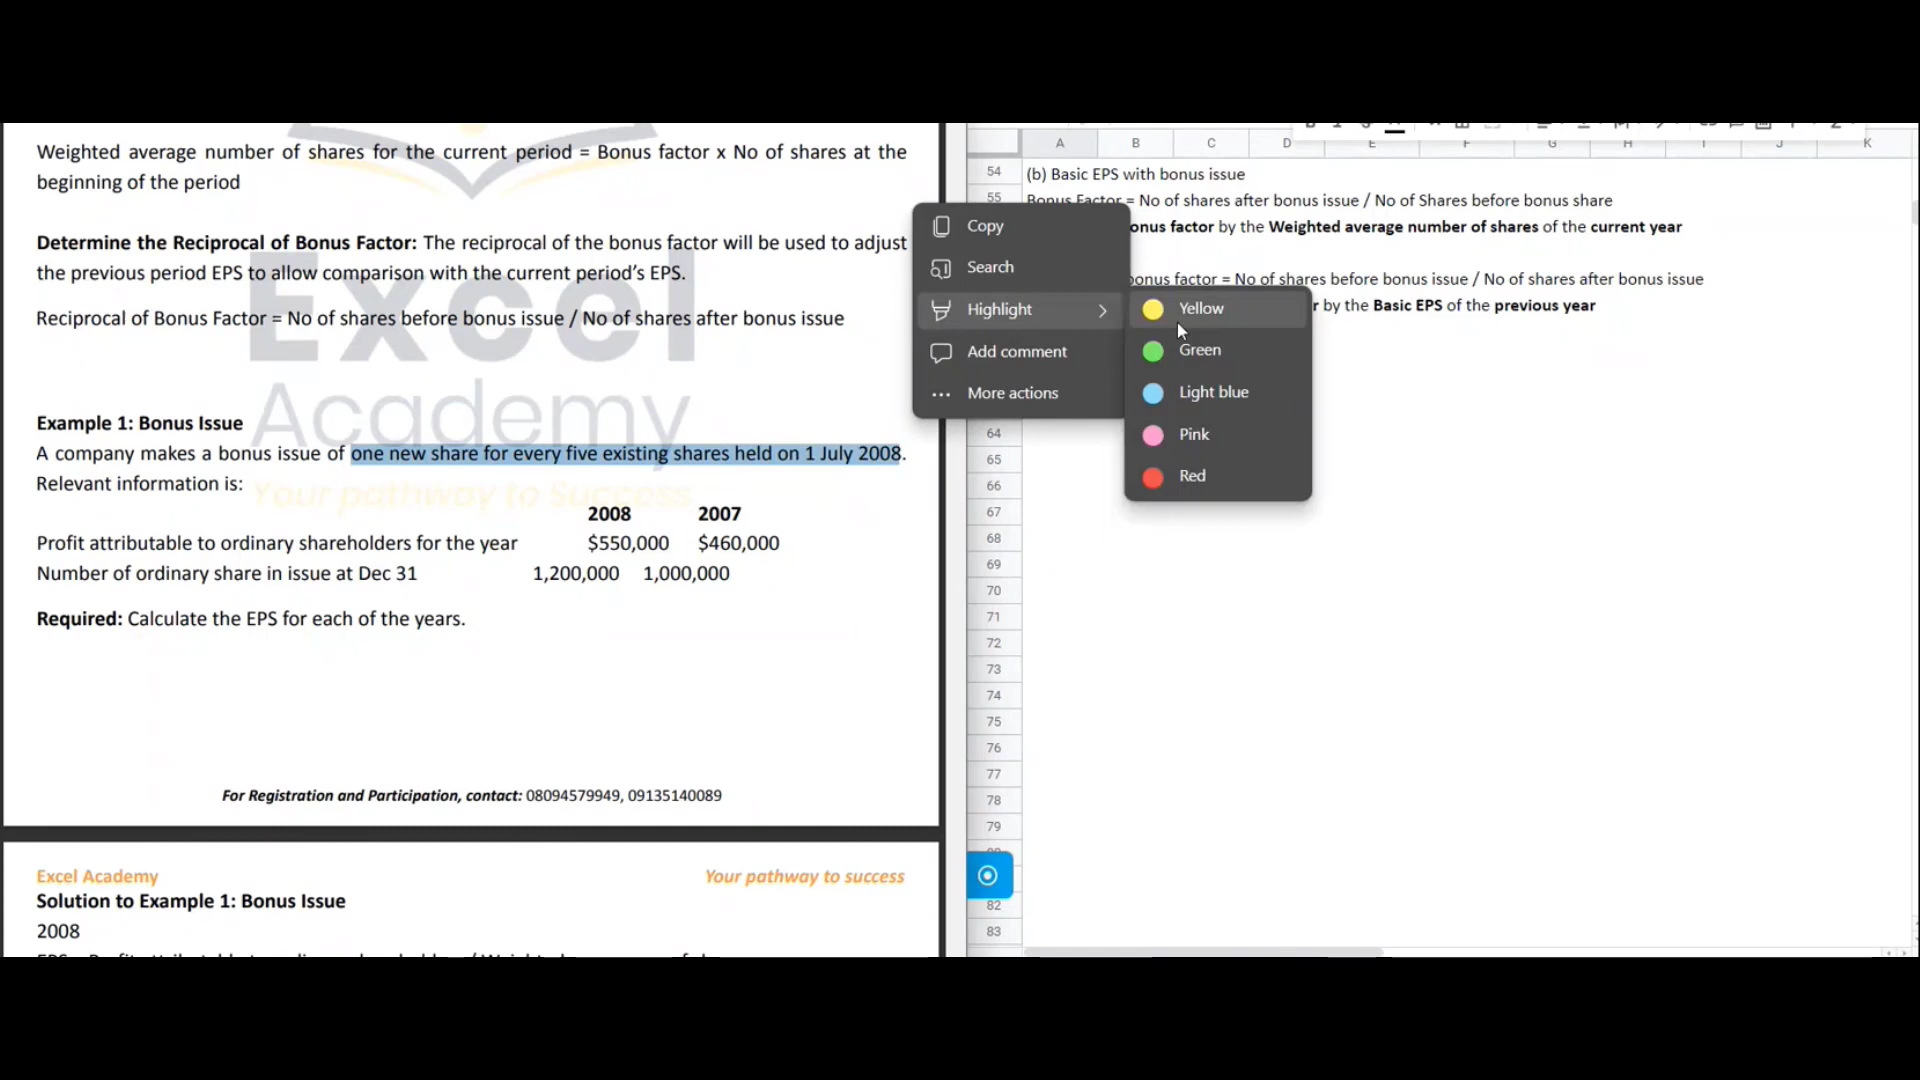 Weighted average number of shares for the current period = Bonus factor x No of shares at the
beginning of the period
Determine the Reciprocal of Bonus Factor: The reciprocal of the bonus factor will be used to adjust
the previous period EPS to allow comparison with the current period’s EPS.
Reciprocal of Bonus Factor = No of shares before bonus issue / No of shares after bonus issue
Excel
Academy
Your pathway to Success
Example 1: Bonus Issue
A company makes a bonus issue of one new share for every five existing shares held on 1 July 2008.
Relevant information is:
2008 2007
Profit attributable to ordinary shareholders for the year $550,000 $460,000
Number of ordinary share in issue at Dec 31 1,200,000 1,000,000
Required: Calculate the EPS for each of the years.
For Registration and Participation, contact: 08094579949, 09135140089
Excel Academy Your pathway to success
Solution to Example 1: Bonus Issue
2008
A B C D E F G H I J K
54 (b) Basic EPS with bonus issue
55 Bonus Factor = No of shares after bonus issue / No of Shares before bonus share
onus factor by the Weighted average number of shares of the current year
bonus factor = No of shares before bonus issue / No of shares after bonus issue
r by the Basic EPS of the previous year
Copy
Search
Highlight
Add comment
More actions
Yellow
Green
Light blue
Pink
Red
64
65
66
67
68
69
70
71
72
73
74
75
76
77
78
79
82
83